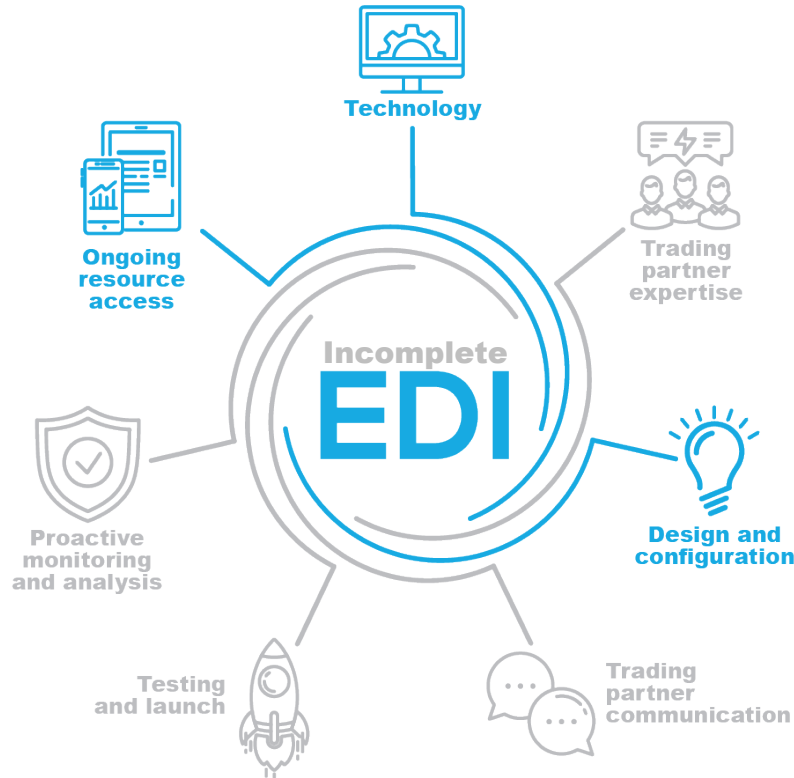 Technology
Trading
partner
expertise
Ongoing
resource
access
Incomplete
EDI
Design and
configuration
Proactive
monitoring
and analysis
Testing
and launch
Trading
partner
communication